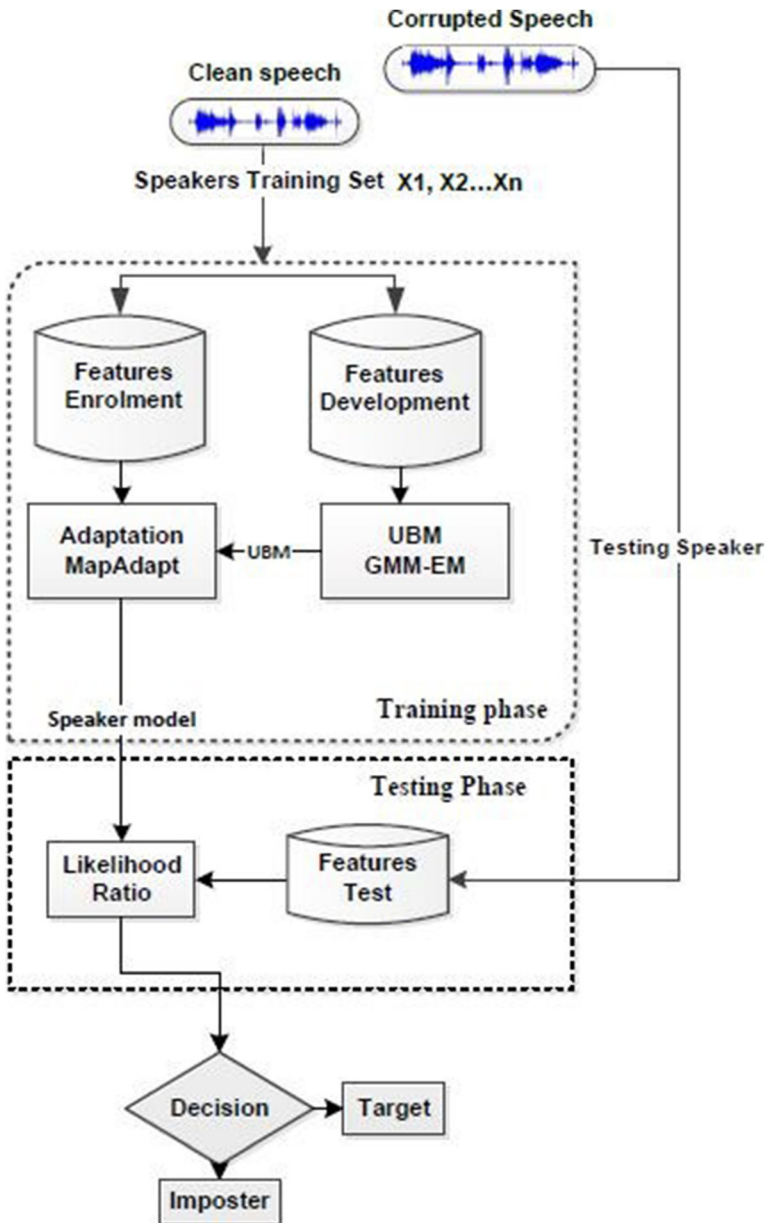 Corrupted Speech
Clean speech
Speakers Training Set X1, X2...Xn
Features
Enrolment
Features
Development
Adaptation
MapAdapt
UBM
UBM
GMM-EM
Testing Speaker
Speaker model
Training phase
Testing Phase
Likelihood
Ratio
Features
Test
Decision
Target
Imposter